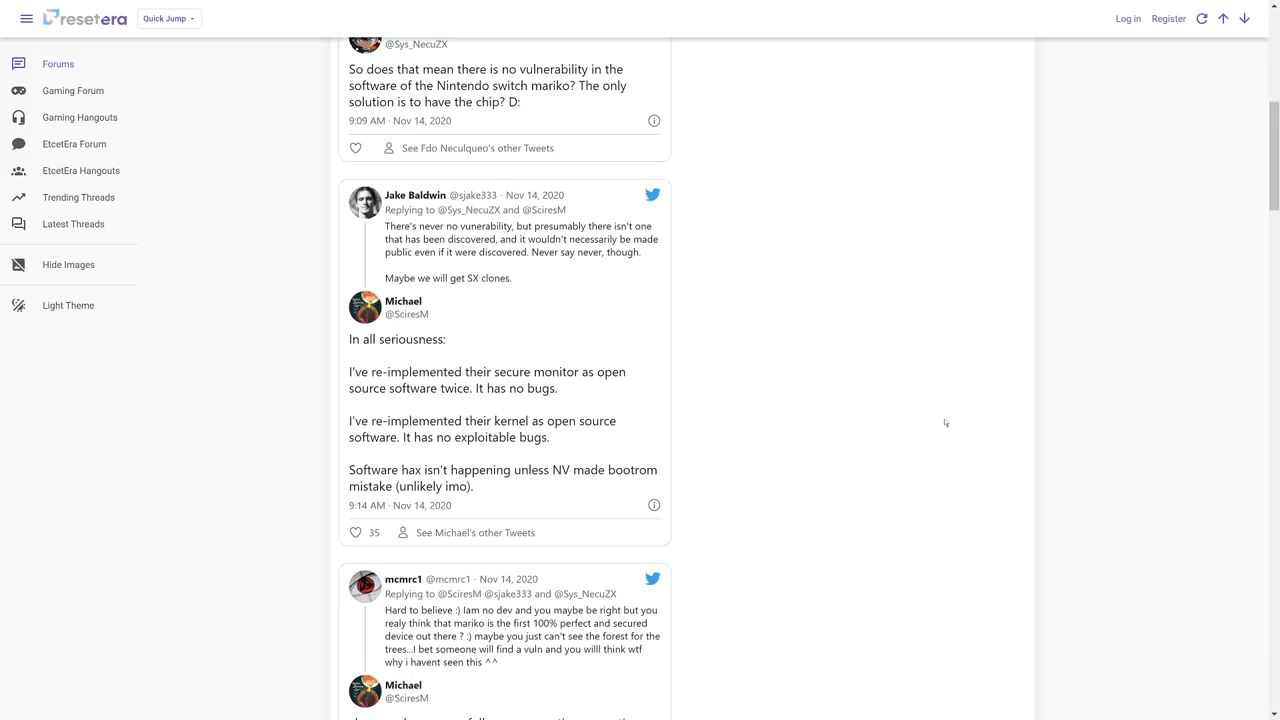 resetera
Quick Jump
Log in
Register
Forums
Gaming Forum
Gaming Hangouts
EtcetEra Forum
EtcetEra Hangouts
Trending Threads
Latest Threads
Hide Images
Light Theme
@Sys_NecuZX
So does that mean there is no vulnerability in the
software of the Nintendo switch mariko? The only
solution is to have the chip? D:
9:09 AM · Nov 14, 2020
See Fdo Neculqueo's other Tweets
Jake Baldwin @sjake333 · Nov 14, 2020
Replying to @Sys_NecuZX and @SciresM
There's never no vunerability, but presumably there isn't one
that has been discovered, and it wouldn't necessarily be made
public even if it were discovered. Never say never, though.
Maybe we will get SX clones.
Michael
@SciresM
In all seriousness:
I've re-implemented their secure monitor as open
source software twice. It has no bugs.
I've re-implemented their kernel as open source
software. It has no exploitable bugs.
Software hax isn't happening unless NV made bootrom
mistake (unlikely imo).
9:14 AM · Nov 14, 2020
35 See Michael's other Tweets
mcmrc1 @mcmrc1 · Nov 14, 2020
Replying to @SciresM @sjake333 and @Sys_NecuZX
Hard to believe :) Iam no dev and you maybe be right but you
realy think that mariko is the first 100% perfect and secured
device out there ? :) maybe you just can't see the forest for the
trees...I bet someone will find a vuln and you willl think wtf
why i havent seen this ^^
Michael
@SciresM